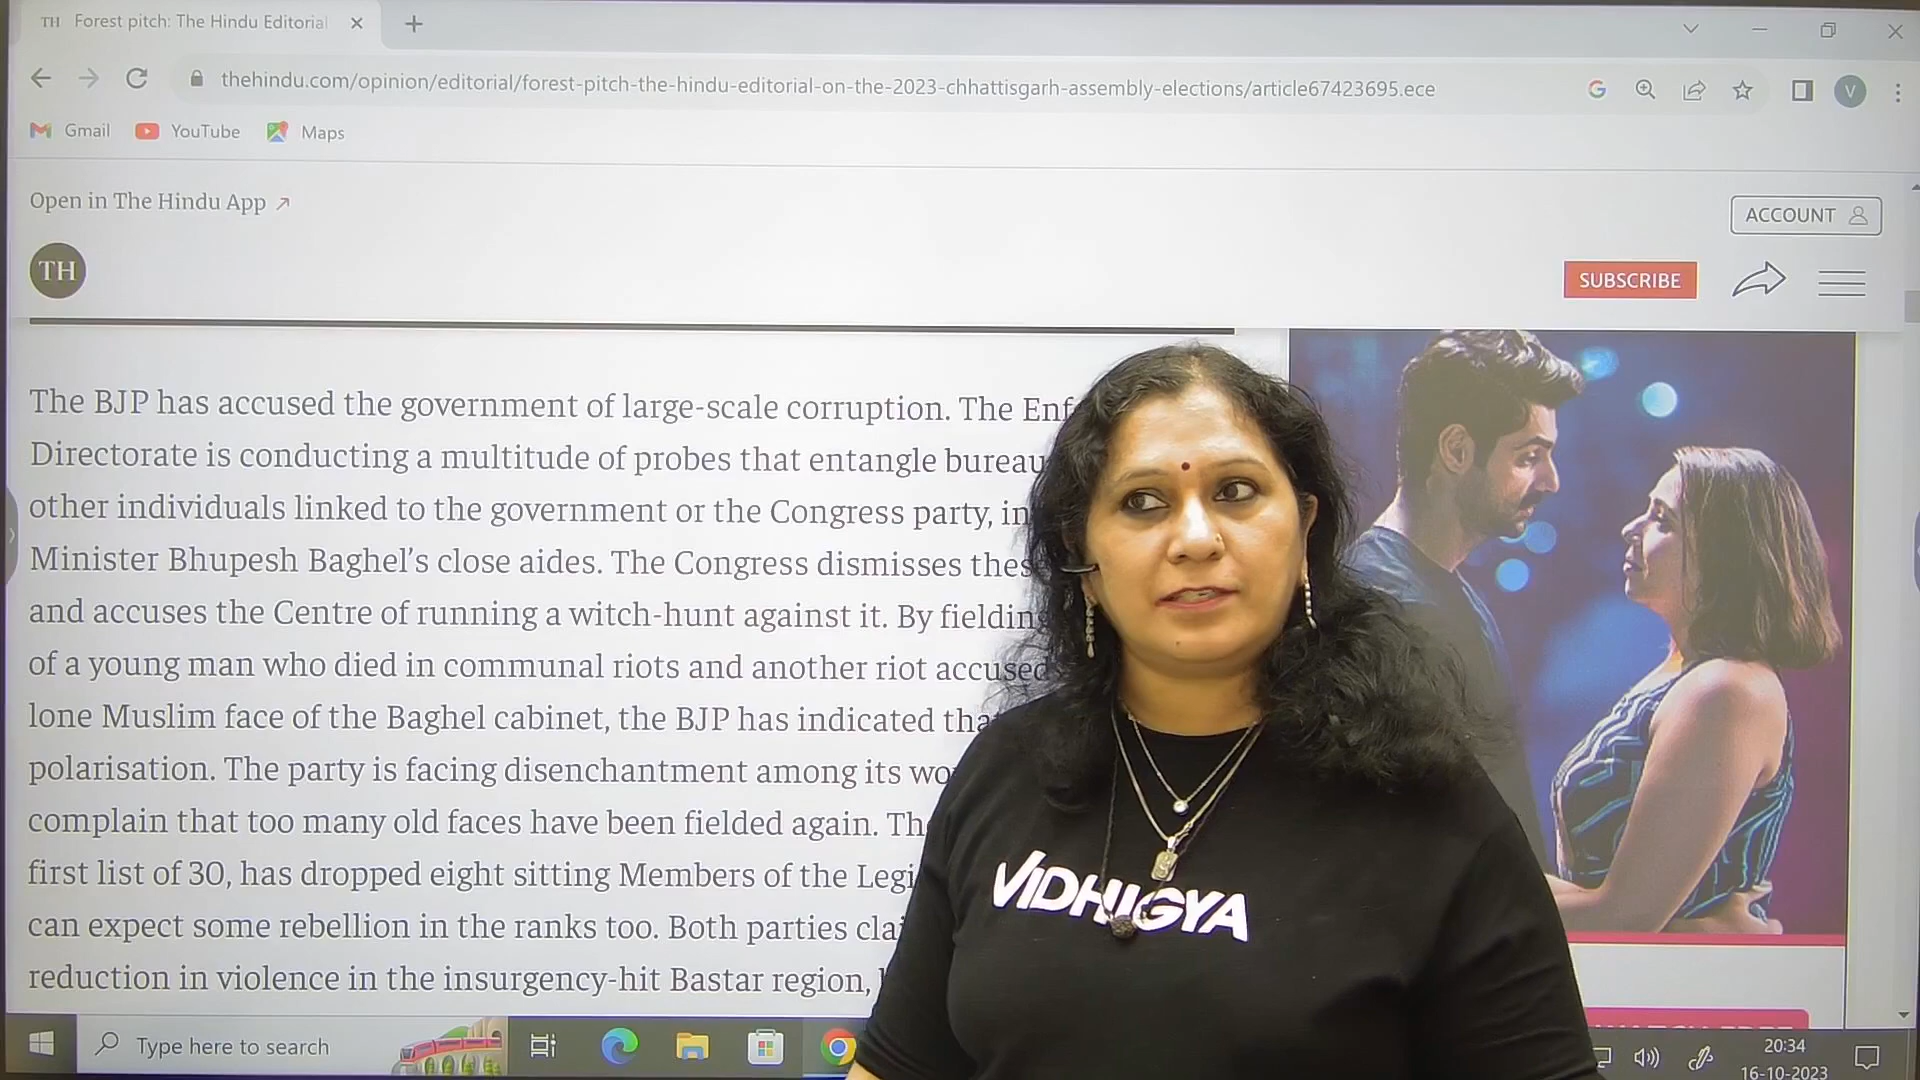 TH Forest pitch: The Hindu Editorial
thehindu.com/opinion/editorial/forest-pitch-the-hindu-editorial-on-the-2023-chhattisgarh-assembly-elections/article67423695.ece
V
Gmail YouTube Maps
Open in The Hindu App
ACCOUNT
TH
SUBSCRIBE
The BJP has accused the government of large-scale corruption. The Enf
Directorate is conducting a multitude of probes that entangle bureau
other individuals linked to the government or the Congress party, in
Minister Bhupesh Baghel’s close aides. The Congress dismisses thes
and accuses the Centre of running a witch-hunt against it. By fielding
of a young man who died in communal riots and another riot accused
lone Muslim face of the Baghel cabinet, the BJP has indicated tha
polarisation. The party is facing disenchantment among its wo
complain that too many old faces have been fielded again. Th
first list of 30, has dropped eight sitting Members of the Legi
can expect some rebellion in the ranks too. Both parties cla
reduction in violence in the insurgency-hit Bastar region,
VIDHIGYA
Type here to search
20:34
16-10-2023